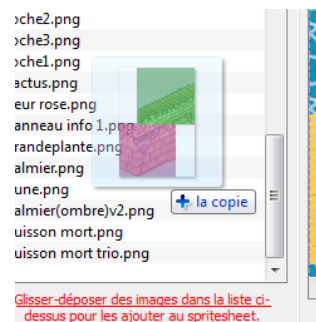 oche2.png
oche3.png
oche1.png
actus.png
eur rose.png
anneau info 1.png
randeplante.png
almier.png
une.png
almier(ombre)v2.png
la copie
uisson mort.png
uisson mort trio.png
Glisser-déposer des images dans la liste ci-
dessus pour les ajouter au spritesheet.